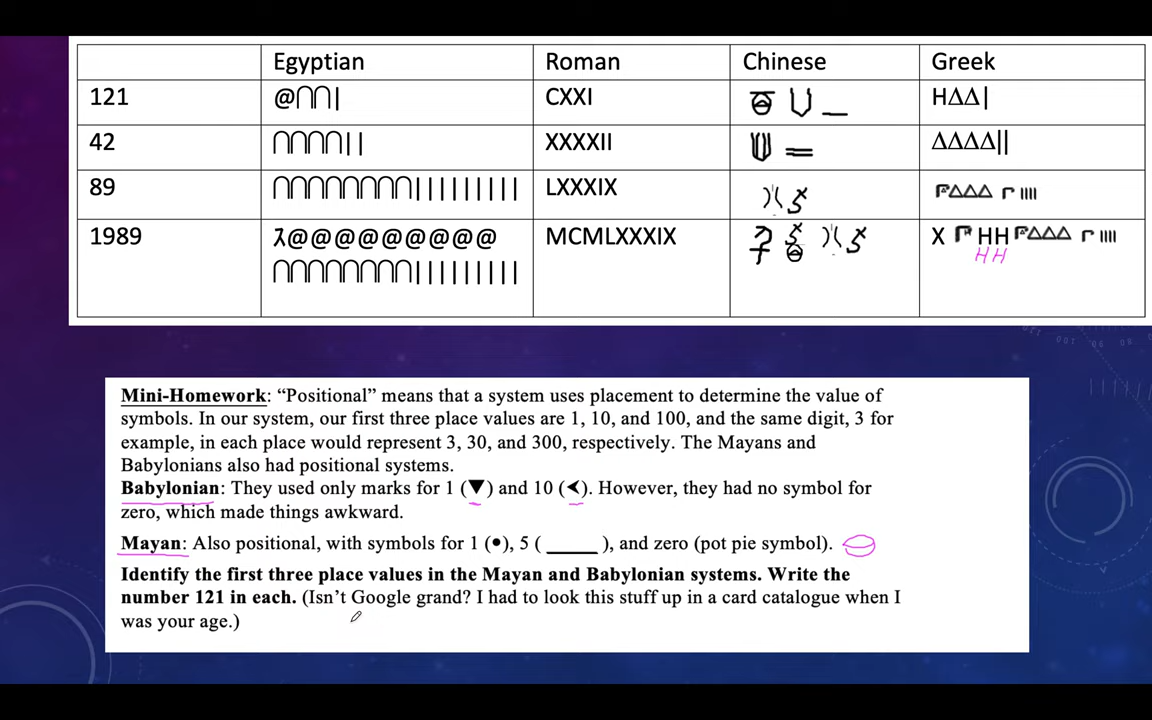 Egyptian Roman Chinese Greek
121 @∩∩| CXXI HΔΔ|
42 ∩∩∩∩|| XXXXII ΔΔΔΔ||
89 ∩∩∩∩∩∩∩∩||||||||| LXXXIX
1989 @@@@@@@@@ MCMLXXXIX X HH
∩∩∩∩∩∩∩∩||||||||| HH
Mini-Homework: “Positional” means that a system uses placement to determine the value of
symbols. In our system, our first three place values are 1, 10, and 100, and the same digit, 3 for
example, in each place would represent 3, 30, and 300, respectively. The Mayans and
Babylonians also had positional systems.
Babylonian: They used only marks for 1 (▼) and 10 (⮜). However, they had no symbol for
zero, which made things awkward.
Mayan: Also positional, with symbols for 1 (•), 5 ( _____ ), and zero (pot pie symbol).
Identify the first three place values in the Mayan and Babylonian systems. Write the
number 121 in each. (Isn’t Google grand? I had to look this stuff up in a card catalogue when I
was your age.)